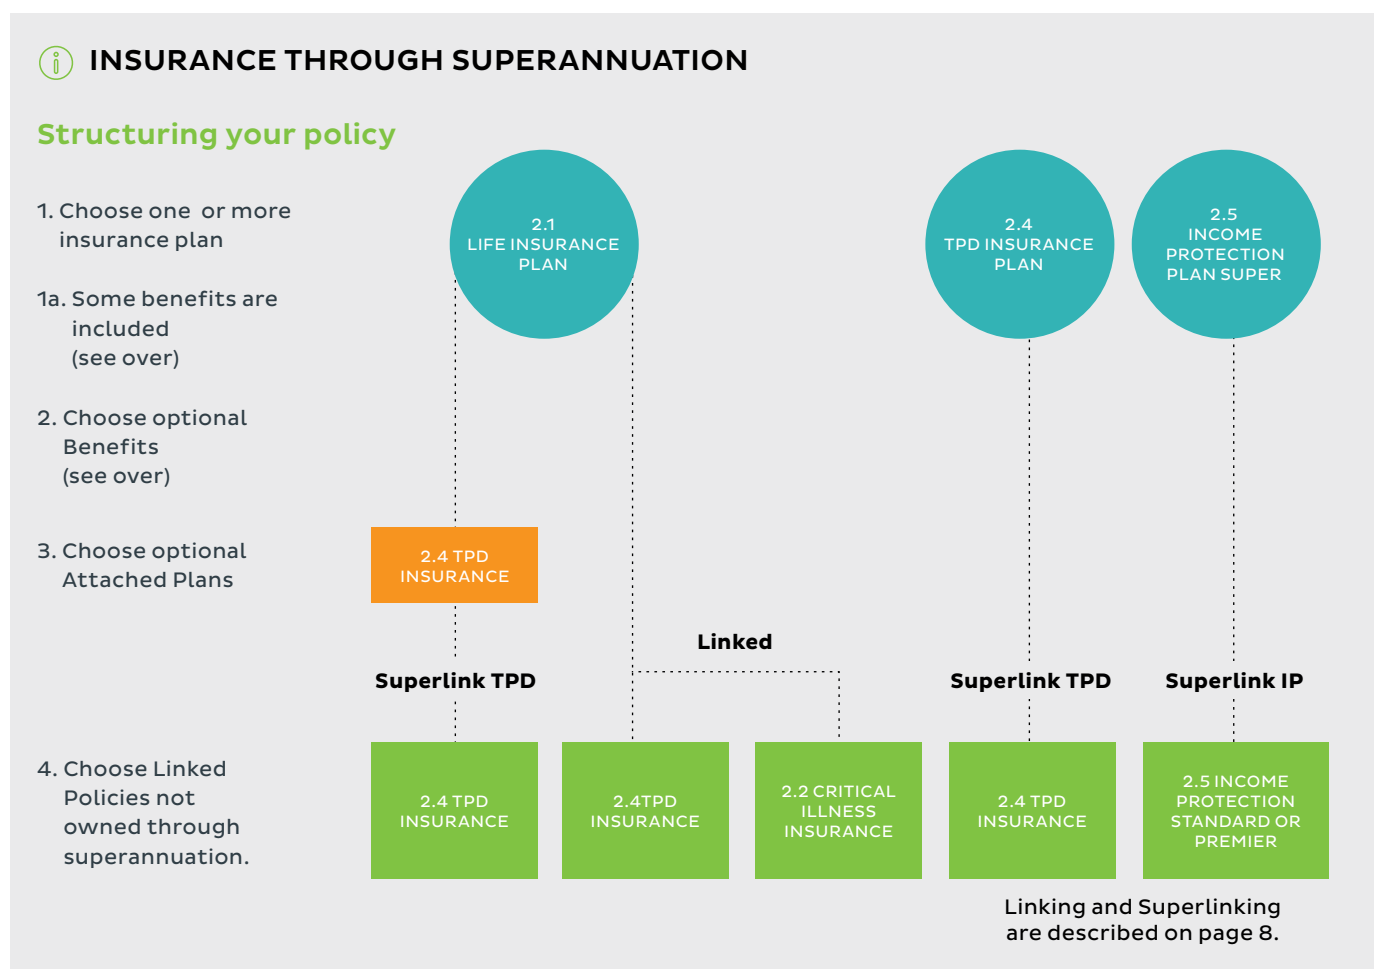 INSURANCE THROUGH SUPERANNUATION
Structuring your policy
1. Choose one or more
insurance plan
1a. Some benefits are
included
(see over)
2. Choose optional
Benefits
(see over)
3. Choose optional
Attached Plans
4. Choose Linked
Policies not
owned through
superannuation.
2.1
LIFE INSURANCE
PLAN
2.4
TPD INSURANCE
PLAN
2.5
INCOME
PROTECTION
PLAN SUPER
2.4 TPD
INSURANCE
Linked
Superlink TPD
Superlink TPD
Superlink IP
2.4 TPD
INSURANCE
2.4TPD
INSURANCE
2.2 CRITICAL
ILLNESS
INSURANCE
2.4 TPD
INSURANCE
2.5 INCOME
PROTECTION
STANDARD OR
PREMIER
Linking and Superlinking
are described on page 8.